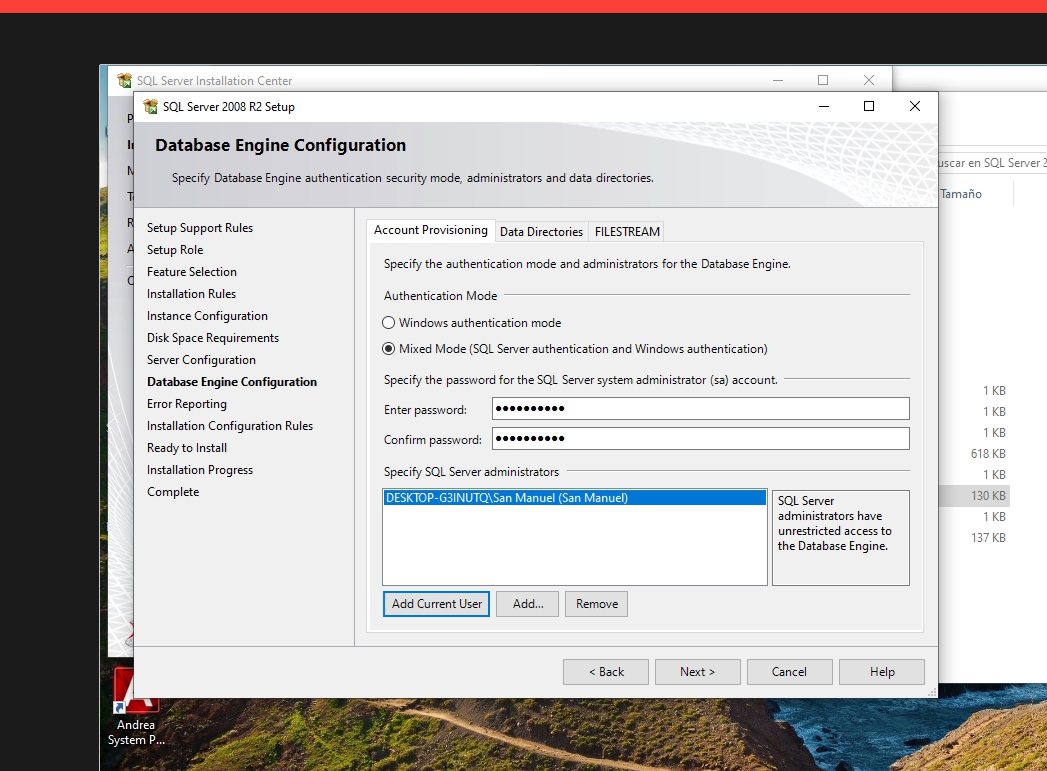 SQL Server Installation Center
SQL Server 2008 R2 Setup
Database Engine Configuration
Specify Database Engine authentication security mode, administrators and data directories.
Setup Support Rules
Setup Role
Feature Selection
Installation Rules
Instance Configuration
Disk Space Requirements
Server Configuration
Database Engine Configuration
Error Reporting
Installation Configuration Rules
Ready to Install
Installation Progress
Complete
Account Provisioning
Data Directories
FILESTREAM
Specify the authentication mode and administrators for the Database Engine.
Authentication Mode
Windows authentication mode
Mixed Mode (SQL Server authentication and Windows authentication)
Specify the password for the SQL Server system administrator (sa) account.
Enter password: ●●●●●●●●●●
Confirm password: ●●●●●●●●●●
Specify SQL Server administrators
DESKTOP-G3INUTQ\San Manuel (San Manuel)
SQL Server
administrators have
unrestricted access to
the Database Engine.
Add Current User
Add...
Remove
< Back
Next >
Cancel
Help
uscar en SQL Server 2
Tamaño
1 KB
1 KB
1 KB
618 KB
1 KB
130 KB
1 KB
137 KB
Andrea
System P...